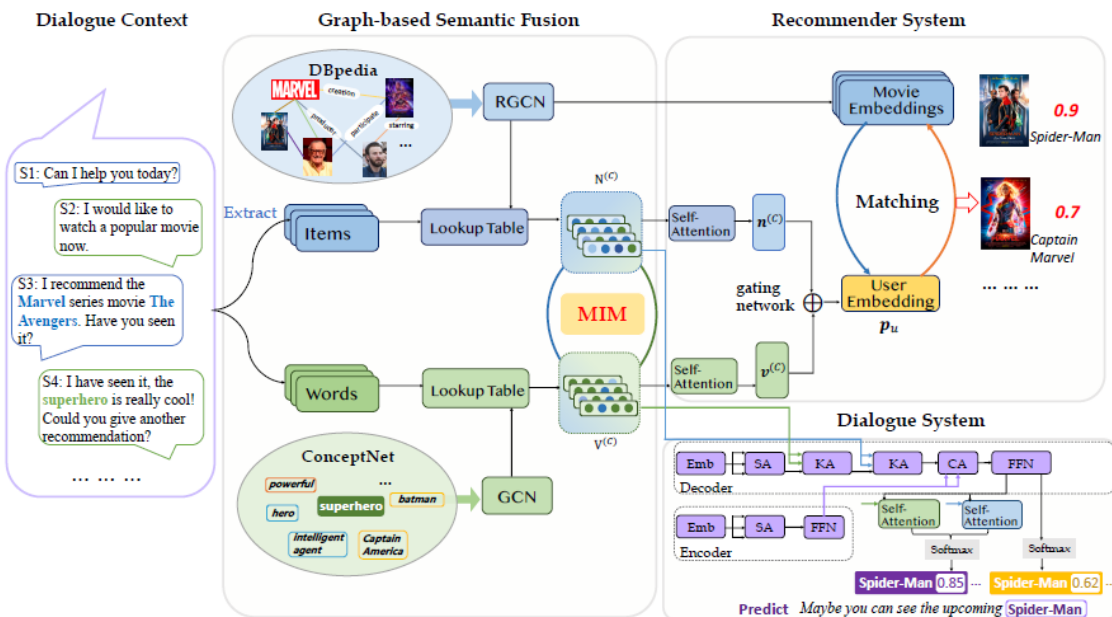 Dialogue Context
S1: Can I help you today?
S2: I would like to
watch a popular movie
now.
S3: I recommend the
Marvel series movie The
Avengers. Have you seen
it?
S4: I have seen it, the
superhero is really cool!
Could you give another
recommendation?
... ... ...
Graph-based Semantic Fusion
DBpedia
MARVEL
creation
producer
participate
starring
...
RGCN
Extract
Items
Lookup Table
N(C)
MIM
Words
Lookup Table
V(C)
ConceptNet
powerful
...
superhero
batman
hero
intelligent
agent
Captain
America
GCN
Recommender System
Movie
Embeddings
0.9
Spider-Man
Self-
Attention
n(C)
Matching
0.7
Captain
Marvel
gating
network
User
Embedding
... ... ...
pu
Self-
Attention
v(C)
Dialogue System
Emb
SA
KA
KA
CA
FFN
Decoder
Emb
SA
FFN
Encoder
Self-
Attention
Self-
Attention
Softmax
Softmax
Spider-Man 0.85 ...
Spider-Man 0.62 ...
Predict Maybe you can see the upcoming Spider-Man